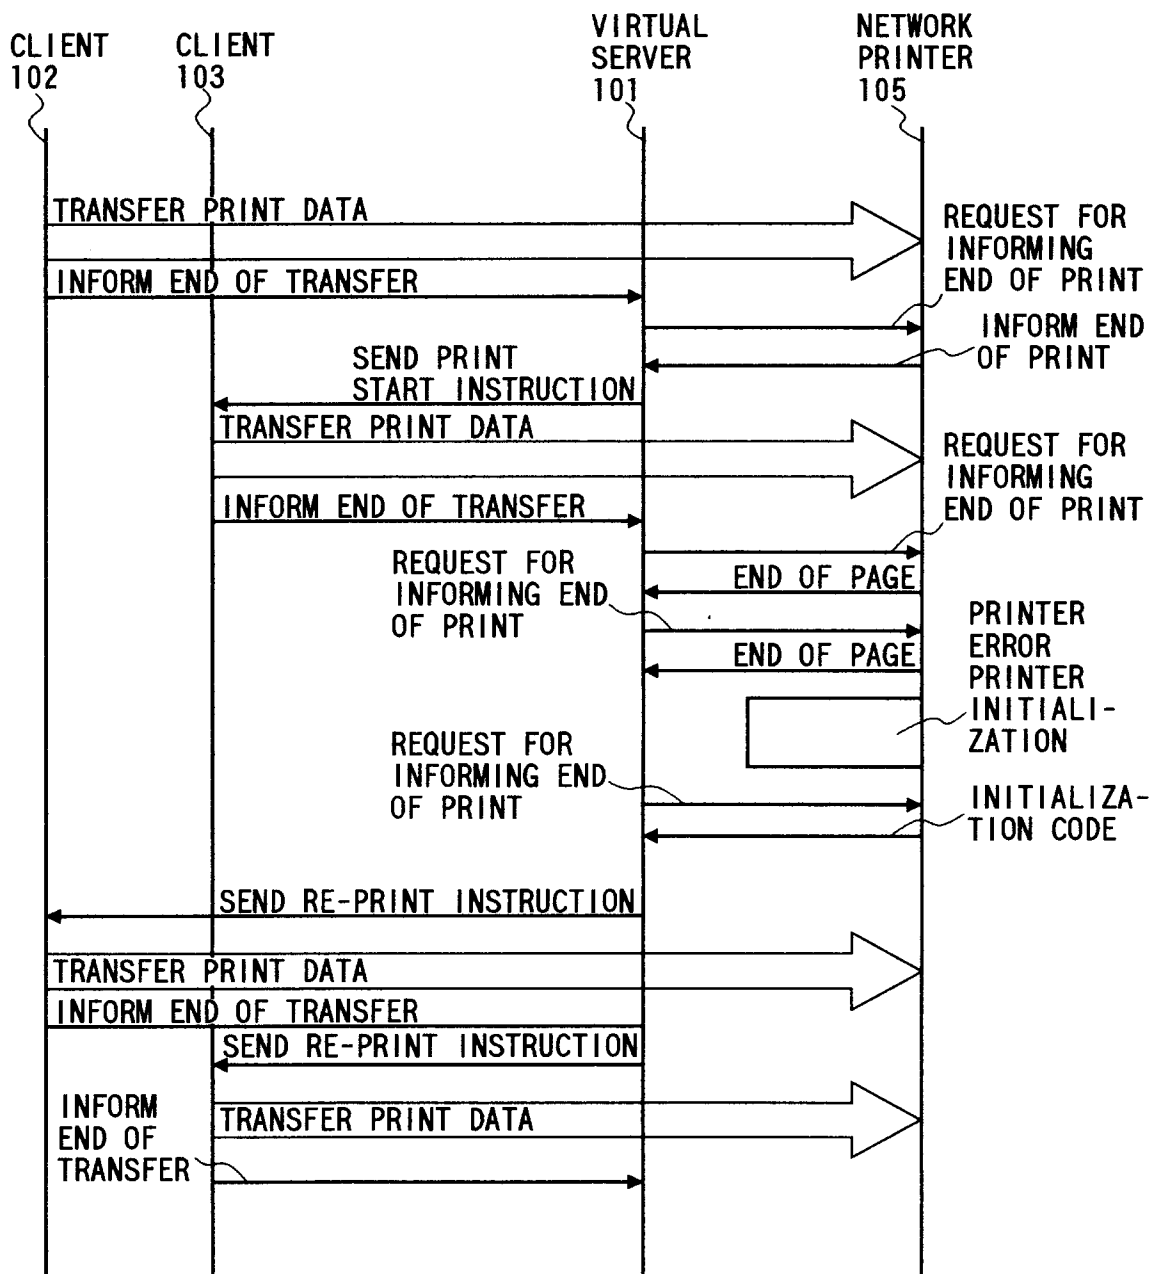 CLIENT
102
CLIENT
103
VIRTUAL
SERVER
101
NETWORK
PRINTER
105
TRANSFER PRINT DATA
REQUEST FOR
INFORMING
END OF PRINT
INFORM END OF TRANSFER
INFORM END
OF PRINT
SEND PRINT
START INSTRUCTION
TRANSFER PRINT DATA
REQUEST FOR
INFORMING
END OF PRINT
INFORM END OF TRANSFER
REQUEST FOR
INFORMING END
OF PRINT
END OF PAGE
END OF PAGE
PRINTER
ERROR
PRINTER
INITIALI-
ZATION
REQUEST FOR
INFORMING END
OF PRINT
INITIALIZA-
TION CODE
SEND RE-PRINT INSTRUCTION
TRANSFER PRINT DATA
INFORM END OF TRANSFER
SEND RE-PRINT INSTRUCTION
INFORM
END OF
TRANSFER
TRANSFER PRINT DATA